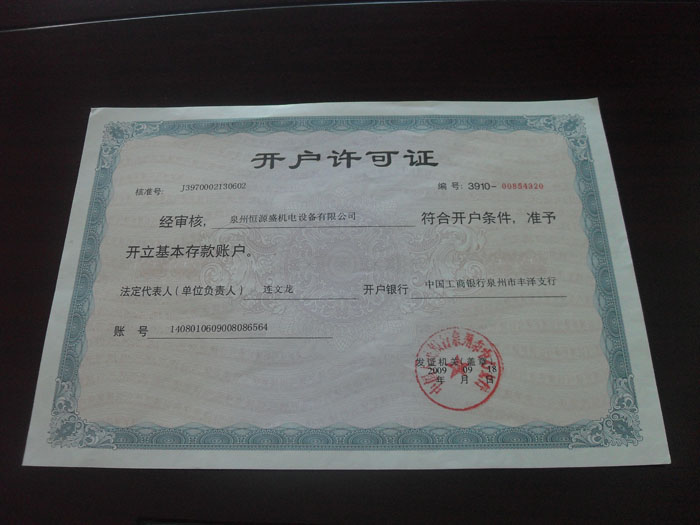 开户许可证
核准号: J3970002130602 编号: 3910-00854320
经审核, 泉州恒源盛机电设备有限公司 符合开户条件,准予
开立基本存款账户。
法定代表人(单位负责人) 连文龙 开户银行 中国工商银行泉州市丰泽支行
账 号 1408010609008086564
发证机关(盖章)
2009 年 09 月 18 日